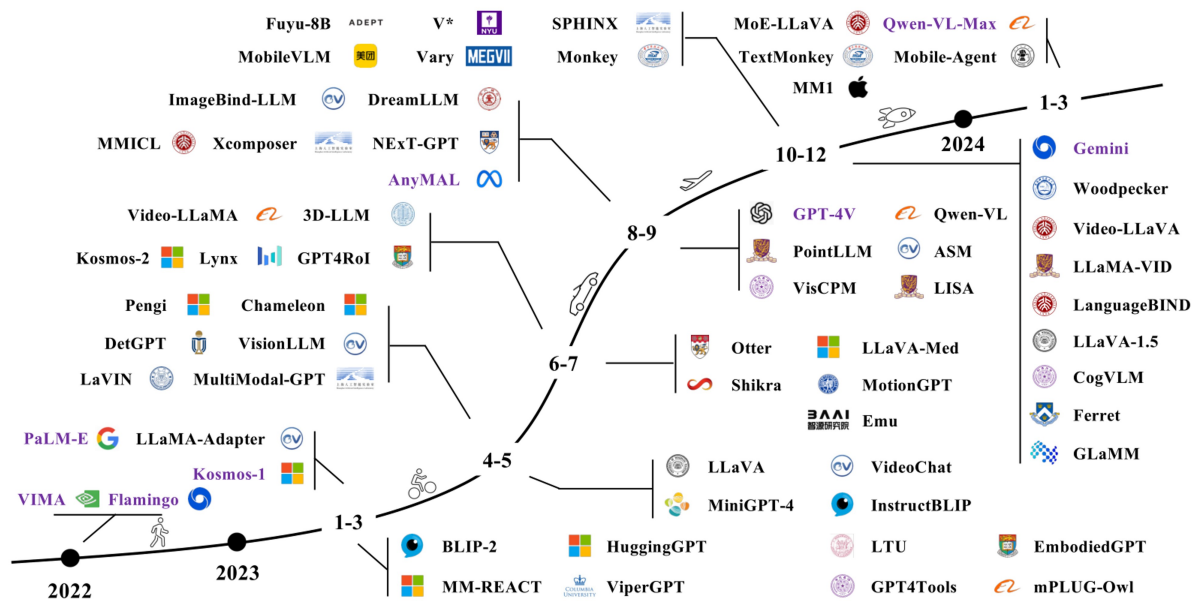 Fuyu-8B ADEPT V* NYU SPHINX MoE-LLaVA Qwen-VL-Max
MobileVLM 美团 Vary MEGVII Monkey TextMonkey Mobile-Agent
MM1
ImageBind-LLM DreamLLM
1-3
MMICL Xcomposer NExT-GPT
2024
10-12
Gemini
AnyMAL
Woodpecker
Video-LLaMA 3D-LLM
GPT-4V Qwen-VL
Video-LLaVA
8-9
Kosmos-2 Lynx GPT4RoI
PointLLM ASM
LLaMA-VID
VisCPM LISA
Pengi Chameleon
LanguageBIND
DetGPT VisionLLM
Otter LLaVA-Med
LLaVA-1.5
6-7
LaVIN MultiModal-GPT
Shikra MotionGPT
CogVLM
BAAI
智源研究院
Emu
Ferret
PaLM-E LLaMA-Adapter
GLaMM
4-5
LLaVA VideoChat
Kosmos-1
VIMA Flamingo
MiniGPT-4 InstructBLIP
1-3
BLIP-2 HuggingGPT LTU EmbodiedGPT
2022
2023
MM-REACT COLUMBIA UNIVERSITY ViperGPT GPT4Tools mPLUG-Owl